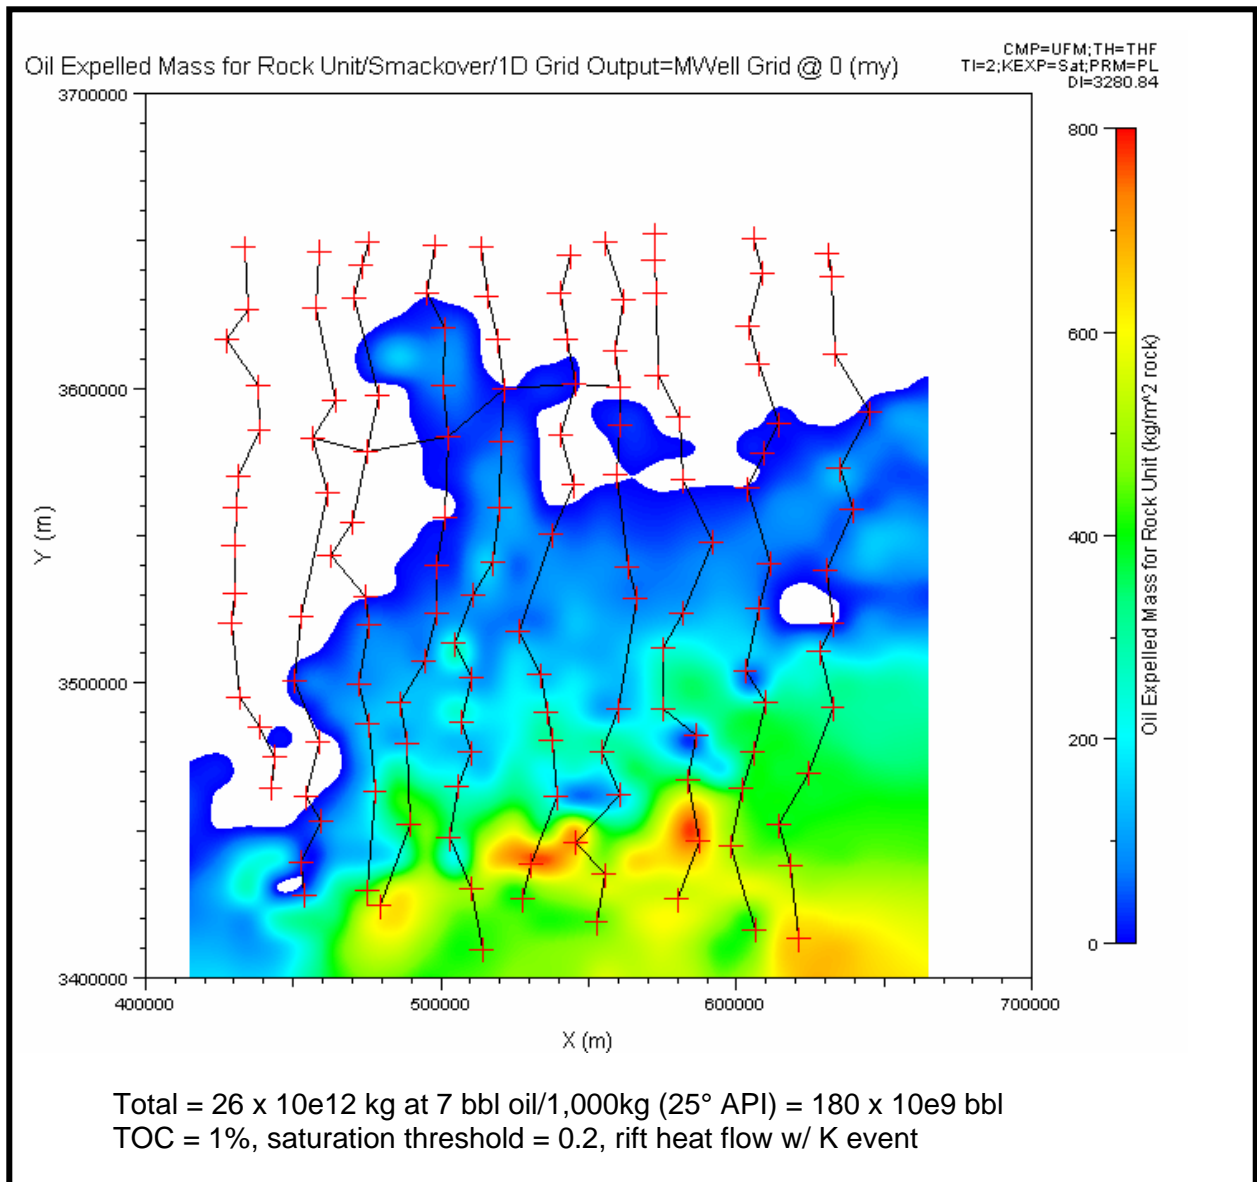 Oil Expelled Mass for Rock Unit/Smackover/1D Grid Output=MWell Grid @ 0 (my)
CMP=UFM;TH=THF
TI=2;KEXP=Sat;PRM=PL
DI=3280.84
3700000
3600000
3500000
3400000
Y (m)
400000
500000
600000
700000
X (m)
800
600
400
200
0
Oil Expelled Mass for Rock Unit (kg/m^2 rock)
Total = 26 x 10e12 kg at 7 bbl oil/1,000kg (25° API) = 180 x 10e9 bbl
TOC = 1%, saturation threshold = 0.2, rift heat flow w/ K event